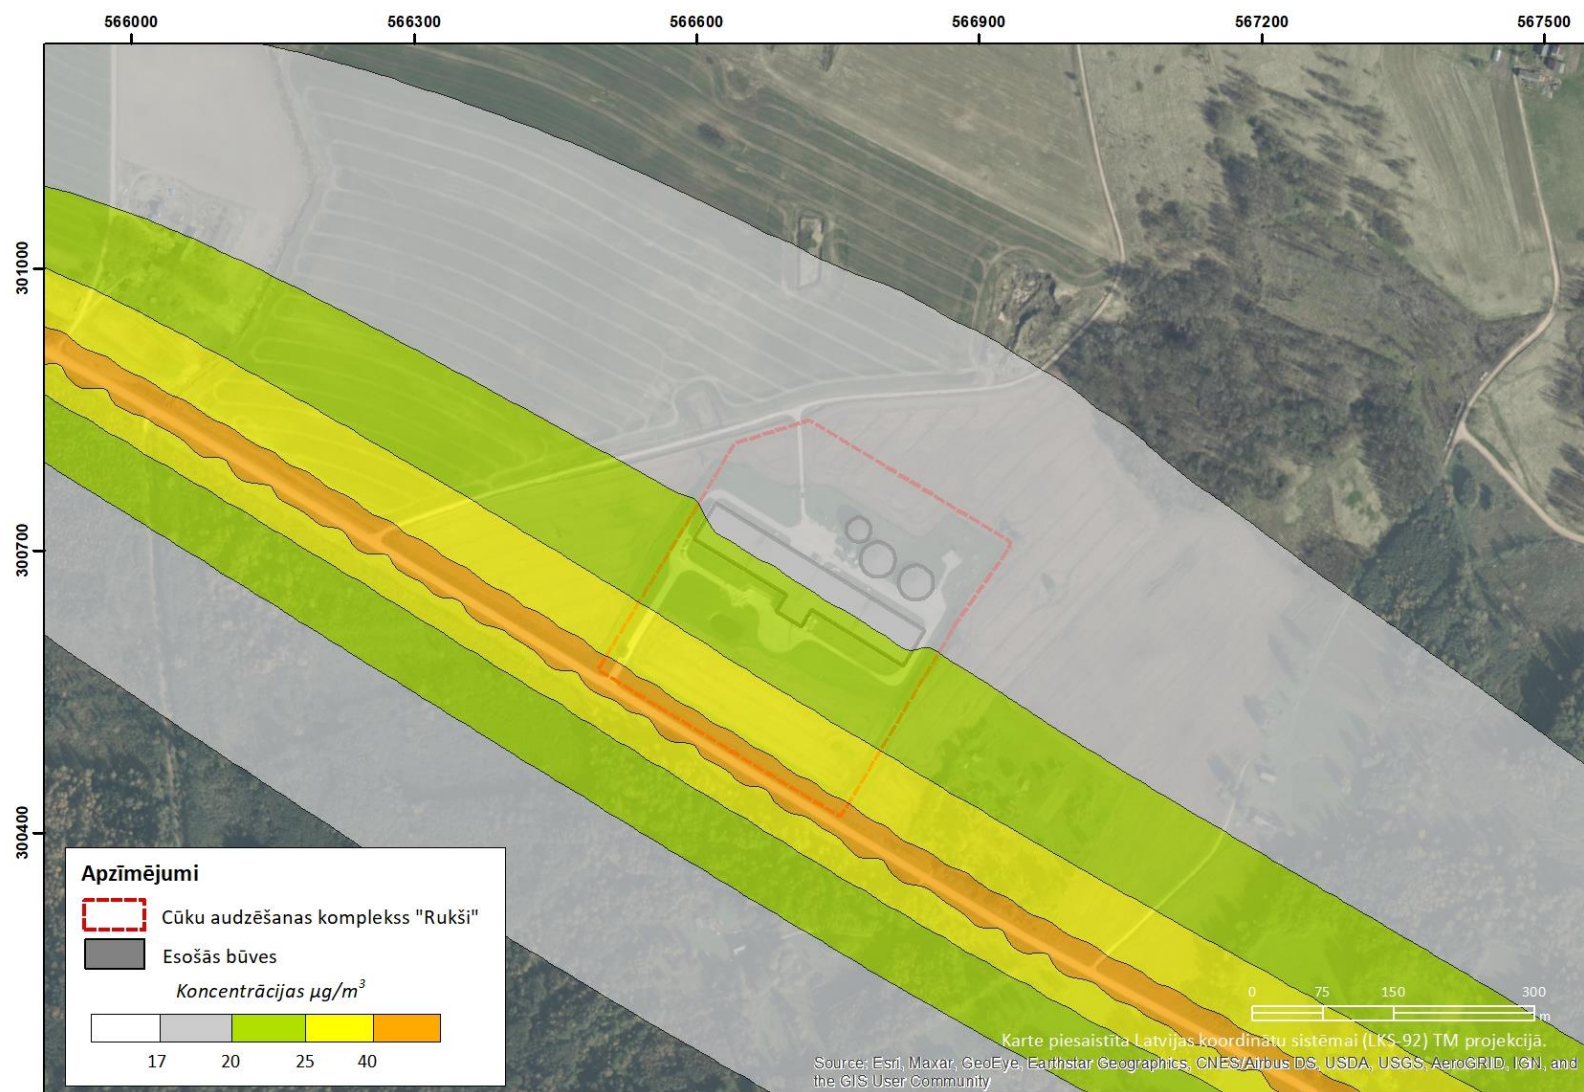 566000 566300 566600 566900 567200 567500
301000
300700
300400
Apzīmējumi
Cūku audzēšanas komplekss "Rukši"
Esošās būves
Koncentrācijas µg/m³
17 20 25 40
0 75 150 300
m
Karte piesaistīta Latvijas koordinātu sistēmai (LKS-92) TM projekcijā.
Source: Esri, Maxar, GeoEye, Earthstar Geographics, CNES/Airbus DS, USDA, USGS, AeroGRID, IGN, and
the GIS User Community